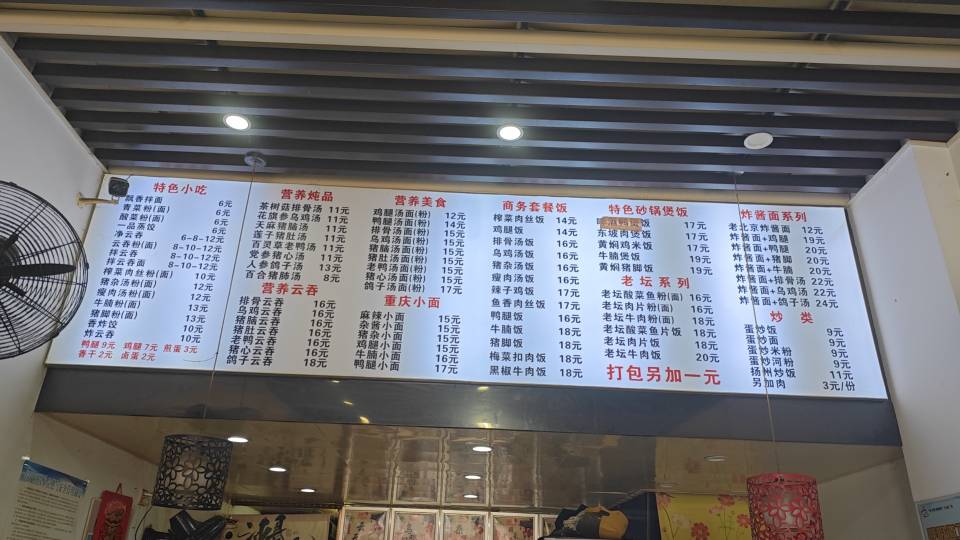 特色小吃
飘香拌面 6元
青菜粉(面) 6元
酸菜粉(面) 6元
一品蒸饺 6元
净云吞 6-8-12元
云吞粉(面) 8-10-12元
拌云吞 8-10-12元
拌云吞面 8-10-12元
榨菜肉丝粉(面) 10元
猪杂汤粉(面) 12元
瘦肉汤粉(面) 12元
牛腩粉(面) 13元
猪脚粉(面) 13元
香炸饺 10元
炸云吞 10元
鸭腿 9元 鸡腿 7元 煎蛋 3元
香干 2元 卤蛋 2元
营养炖品
茶树菇排骨汤 11元
花旗参乌鸡汤 11元
天麻猪脑汤 11元
莲子猪肚汤 11元
百灵草老鸭汤 11元
党参猪心汤 11元
人参鸽子汤 13元
百合猪肺汤 8元
营养云吞
排骨云吞 16元
乌鸡云吞 16元
猪脑云吞 16元
猪肚云吞 16元
老鸭云吞 16元
猪心云吞 16元
鸽子云吞 18元
营养美食
鸡腿汤面(粉) 12元
鸭腿汤面(粉) 14元
排骨汤面(粉) 15元
乌鸡汤面(粉) 15元
猪脑汤面(粉) 15元
猪肚汤面(粉) 15元
老鸭汤面(粉) 15元
猪心汤面(粉) 15元
鸽子汤面(粉) 17元
重庆小面
麻辣小面 15元
杂酱小面 15元
猪杂小面 15元
鸡腿小面 15元
牛腩小面 16元
鸭腿小面 17元
商务套餐饭
榨菜肉丝饭 14元
鸡腿饭 14元
排骨汤饭 16元
乌鸡汤饭 16元
猪杂汤饭 16元
瘦肉汤饭 16元
辣子鸡饭 17元
鱼香肉丝饭 17元
鸭腿饭 16元
牛腩饭 18元
猪脚饭 18元
梅菜扣肉饭 18元
黑椒牛肉饭 18元
特色砂锅煲饭
煲饭 17元
东坡肉煲饭 17元
黄焖鸡米饭 17元
牛腩煲饭 19元
黄焖猪脚饭 19元
老坛系列
老坛酸菜鱼粉(面) 16元
老坛肉片粉(面) 16元
老坛牛肉粉(面) 18元
老坛酸菜鱼片饭 18元
老坛肉片 18元
老坛牛肉饭 20元
打包另加一元
炸酱面系列
老北京炸酱面 12元
炸酱面+鸡腿 19元
炸酱面+鸭腿 20元
炸酱面+猪脚 20元
炸酱面+牛腩 20元
炸酱面+排骨汤 22元
炸酱面+乌鸡汤 22元
炸酱面+鸽子汤 24元
炒 类
蛋炒饭 9元
蛋炒面 9元
蛋炒米粉 9元
蛋炒河粉 9元
扬州炒饭 11元
另加肉 3元/份